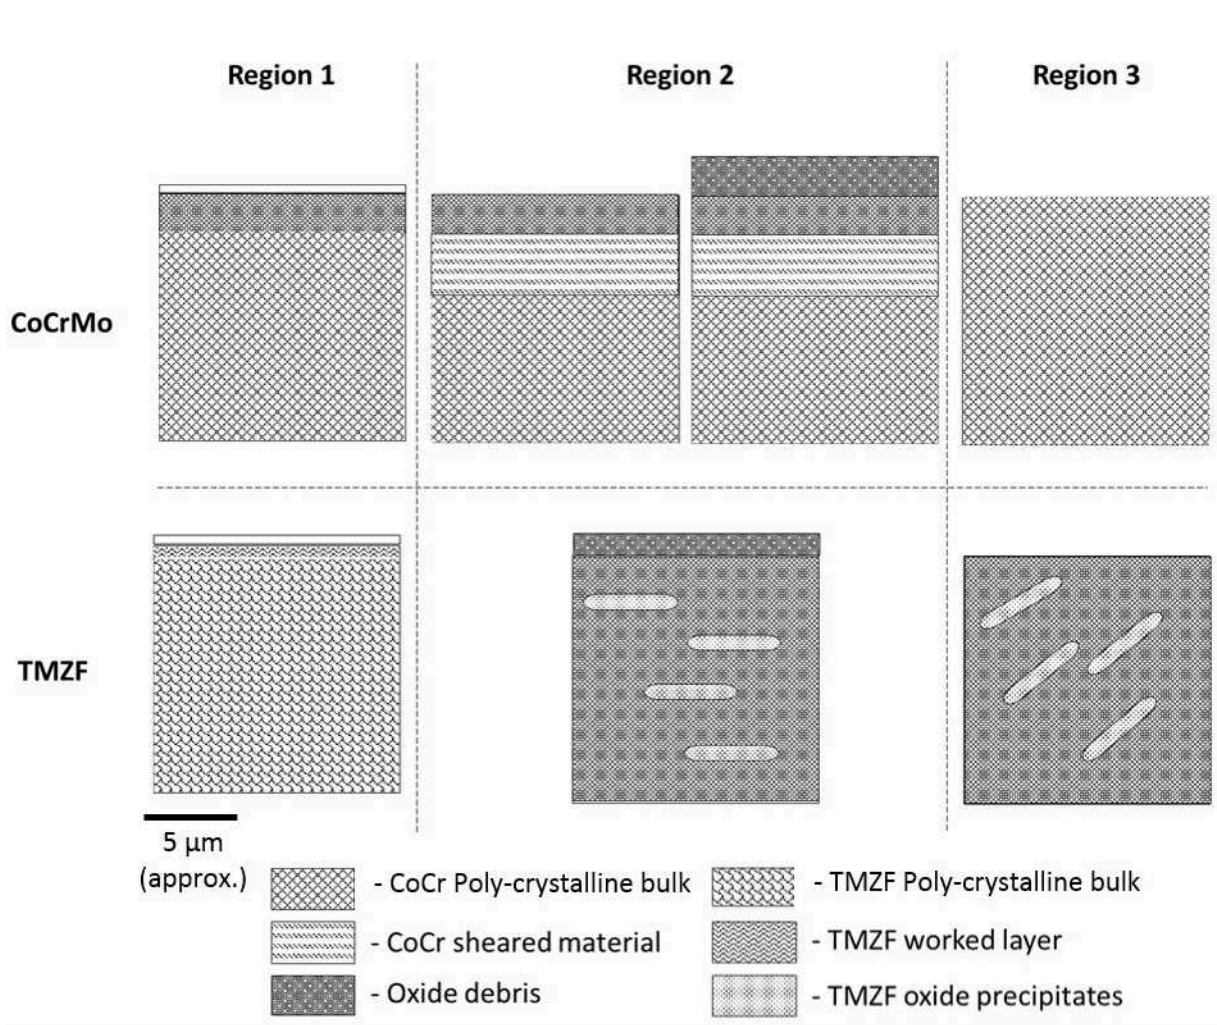 Region 1
Region 2
Region 3
CoCrMo
TMZF
5 µm
(approx.)
- CoCr Poly-crystalline bulk
- TMZF Poly-crystalline bulk
- CoCr sheared material
- TMZF worked layer
- Oxide debris
- TMZF oxide precipitates